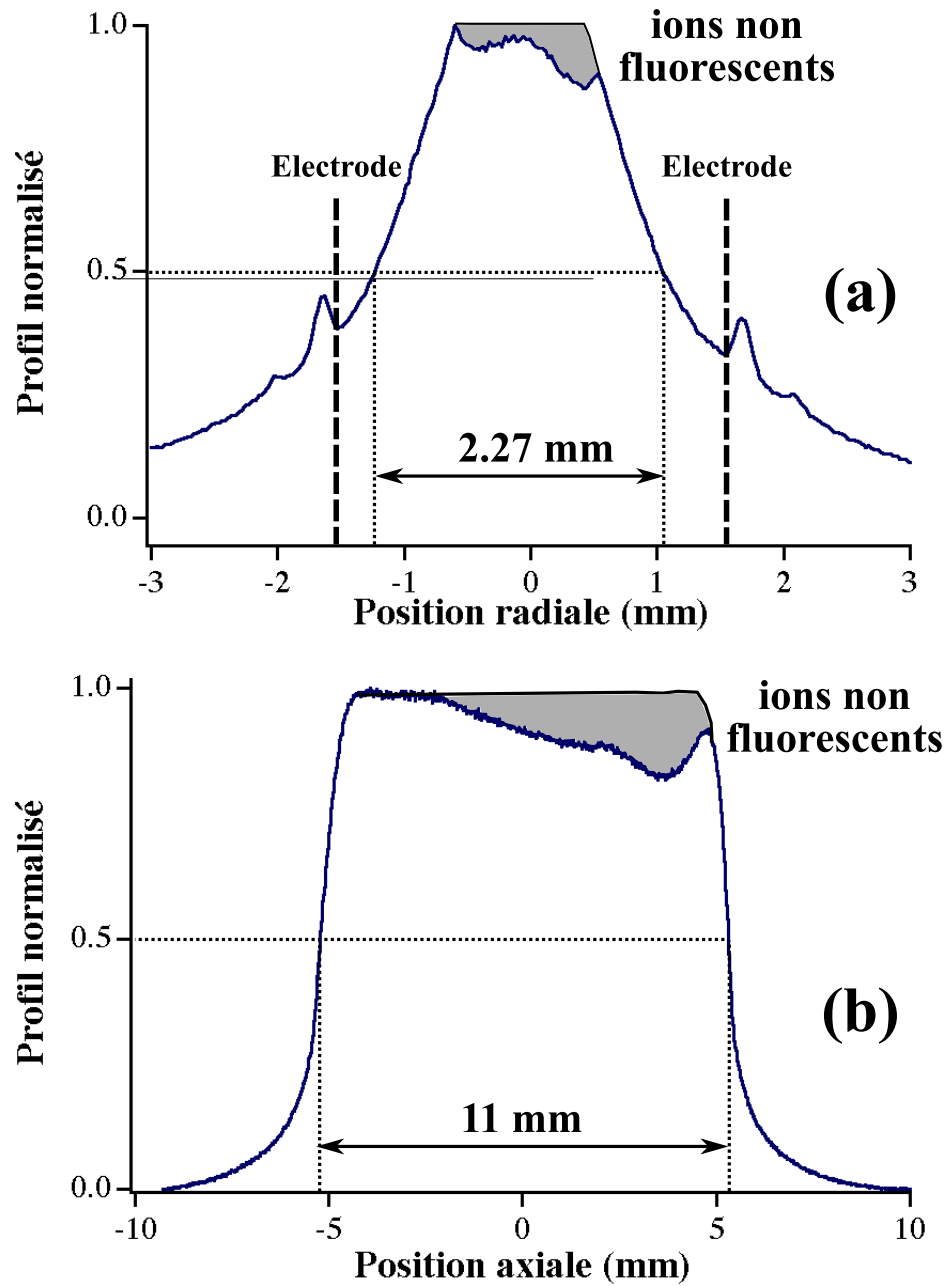 1.0
ions non
fluorescents
Electrode
Electrode
Profil normalisé
0.5
(a)
2.27 mm
0.0
-3 -2 -1 0 1 2 3
Position radiale (mm)
1.0
ions non
fluorescents
Profil normalisé
0.5
(b)
11 mm
0.0
-10 -5 0 5 10
Position axiale (mm)